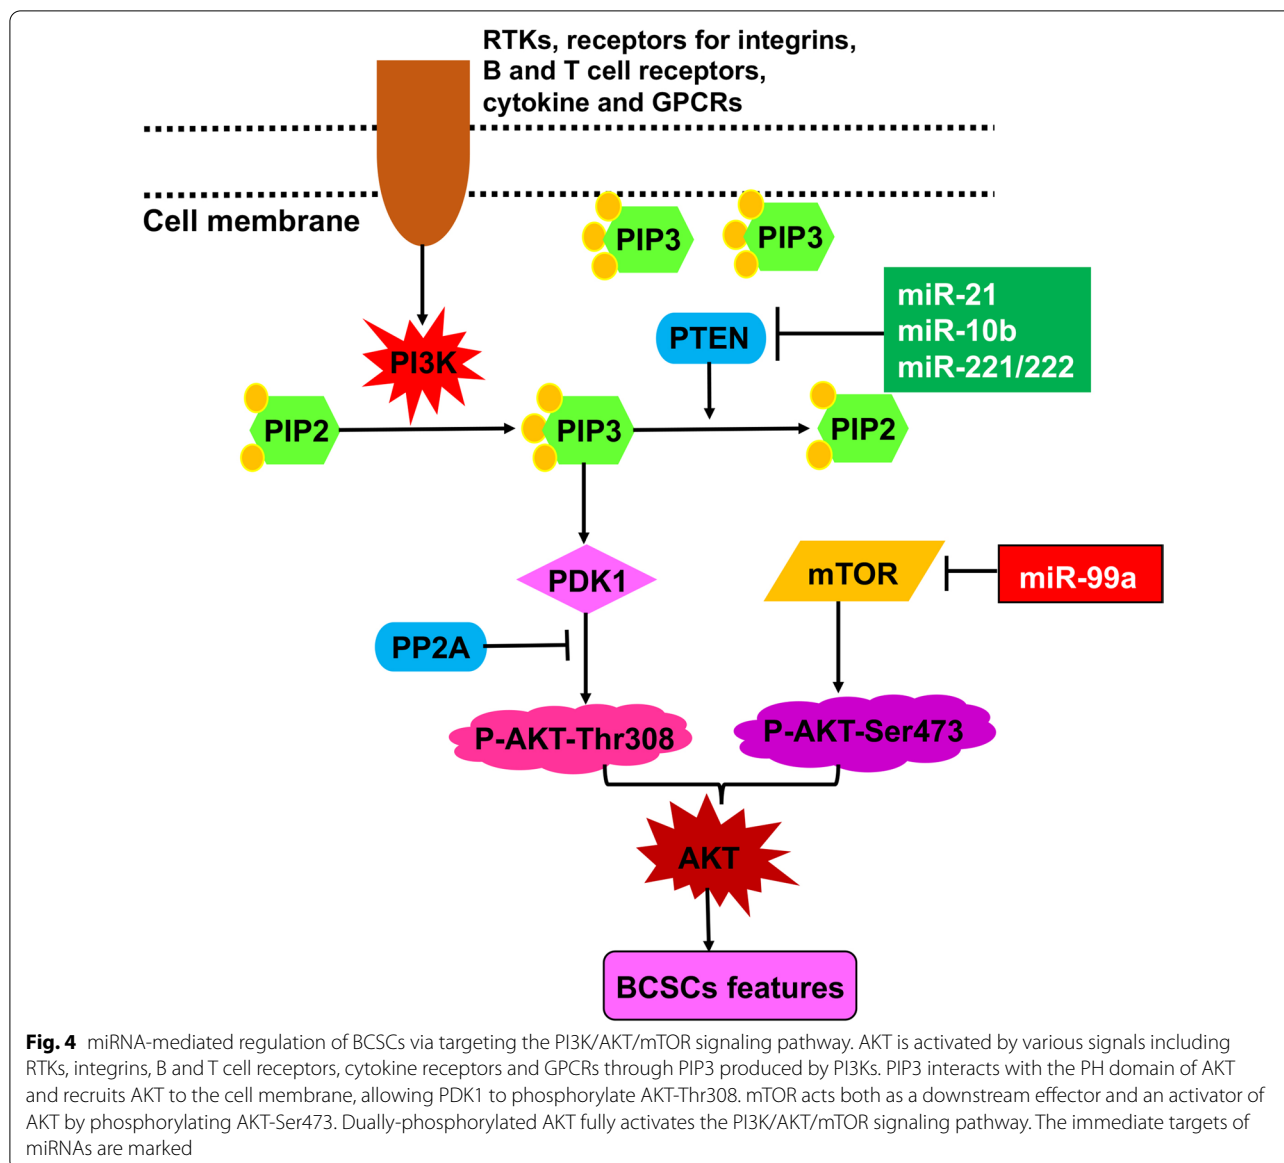 RTKs, receptors for integrins,
B and T cell receptors,
cytokine and GPCRs
Cell membrane
PIP3
PIP3
miR-21
miR-10b
miR-221/222
PTEN
PI3K
PIP2
PIP3
PIP2
PDK1
mTOR
miR-99a
PP2A
P-AKT-Thr308
P-AKT-Ser473
AKT
BCSCs features
Fig. 4 miRNA-mediated regulation of BCSCs via targeting the PI3K/AKT/mTOR signaling pathway. AKT is activated by various signals including
RTKs, integrins, B and T cell receptors, cytokine receptors and GPCRs through PIP3 produced by PI3Ks. PIP3 interacts with the PH domain of AKT
and recruits AKT to the cell membrane, allowing PDK1 to phosphorylate AKT-Thr308. mTOR acts both as a downstream effector and an activator of
AKT by phosphorylating AKT-Ser473. Dually-phosphorylated AKT fully activates the PI3K/AKT/mTOR signaling pathway. The immediate targets of
miRNAs are marked